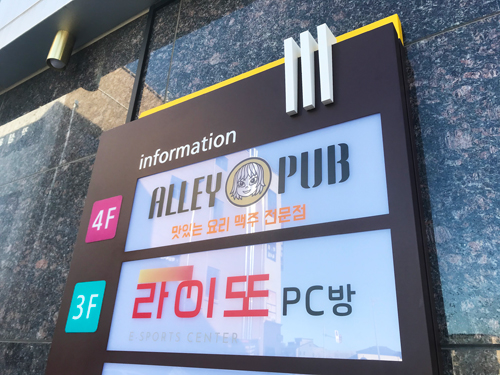 information
4F
ALLEY PUB
맛있는 요리 맥주 전문점
3F
라이또 PC방
E-SPORTS CENTER